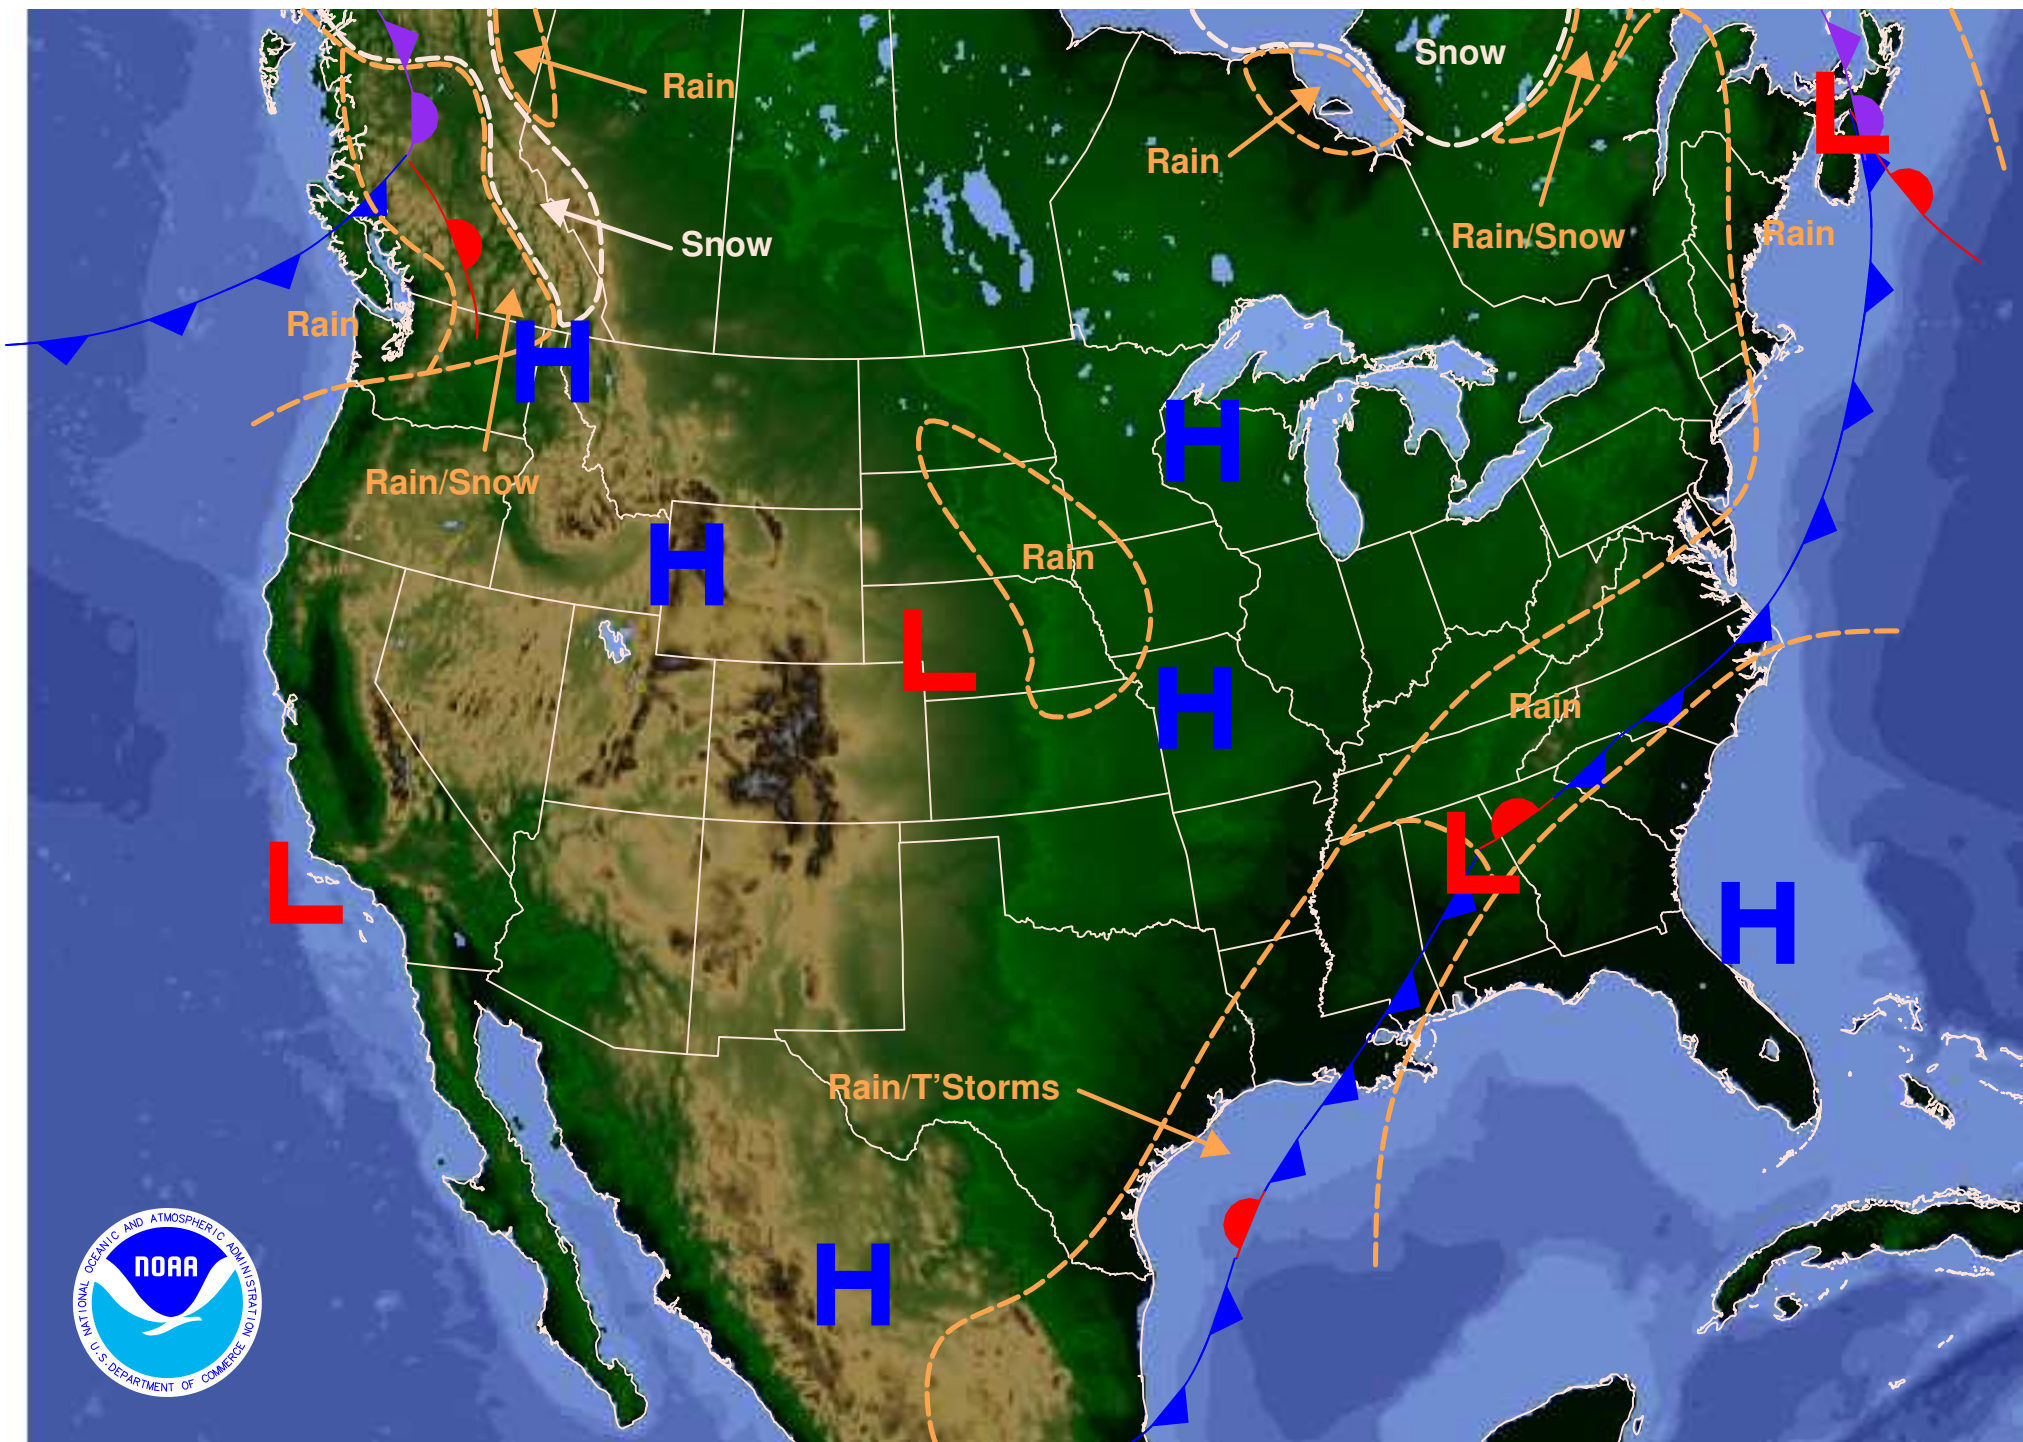 Snow
Rain
Rain
Snow
Rain/Snow
Rain
Rain
H
L
Rain/Snow
H
H
Rain
L
H
Rain
H
L
L
H
Rain/T'Storms
H
NATIONAL OCEANIC AND ATMOSPHERIC ADMINISTRATION
NOAA
U.S. DEPARTMENT OF COMMERCE